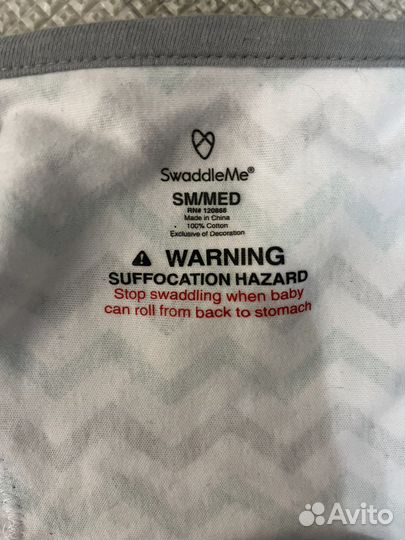 SwaddleMe®
SM/MED
RN# 120868
Made in China
100% Cotton
Exclusive of Decoration
⚠ WARNING
SUFFOCATION HAZARD
Stop swaddling when baby
can roll from back to stomach
Avito